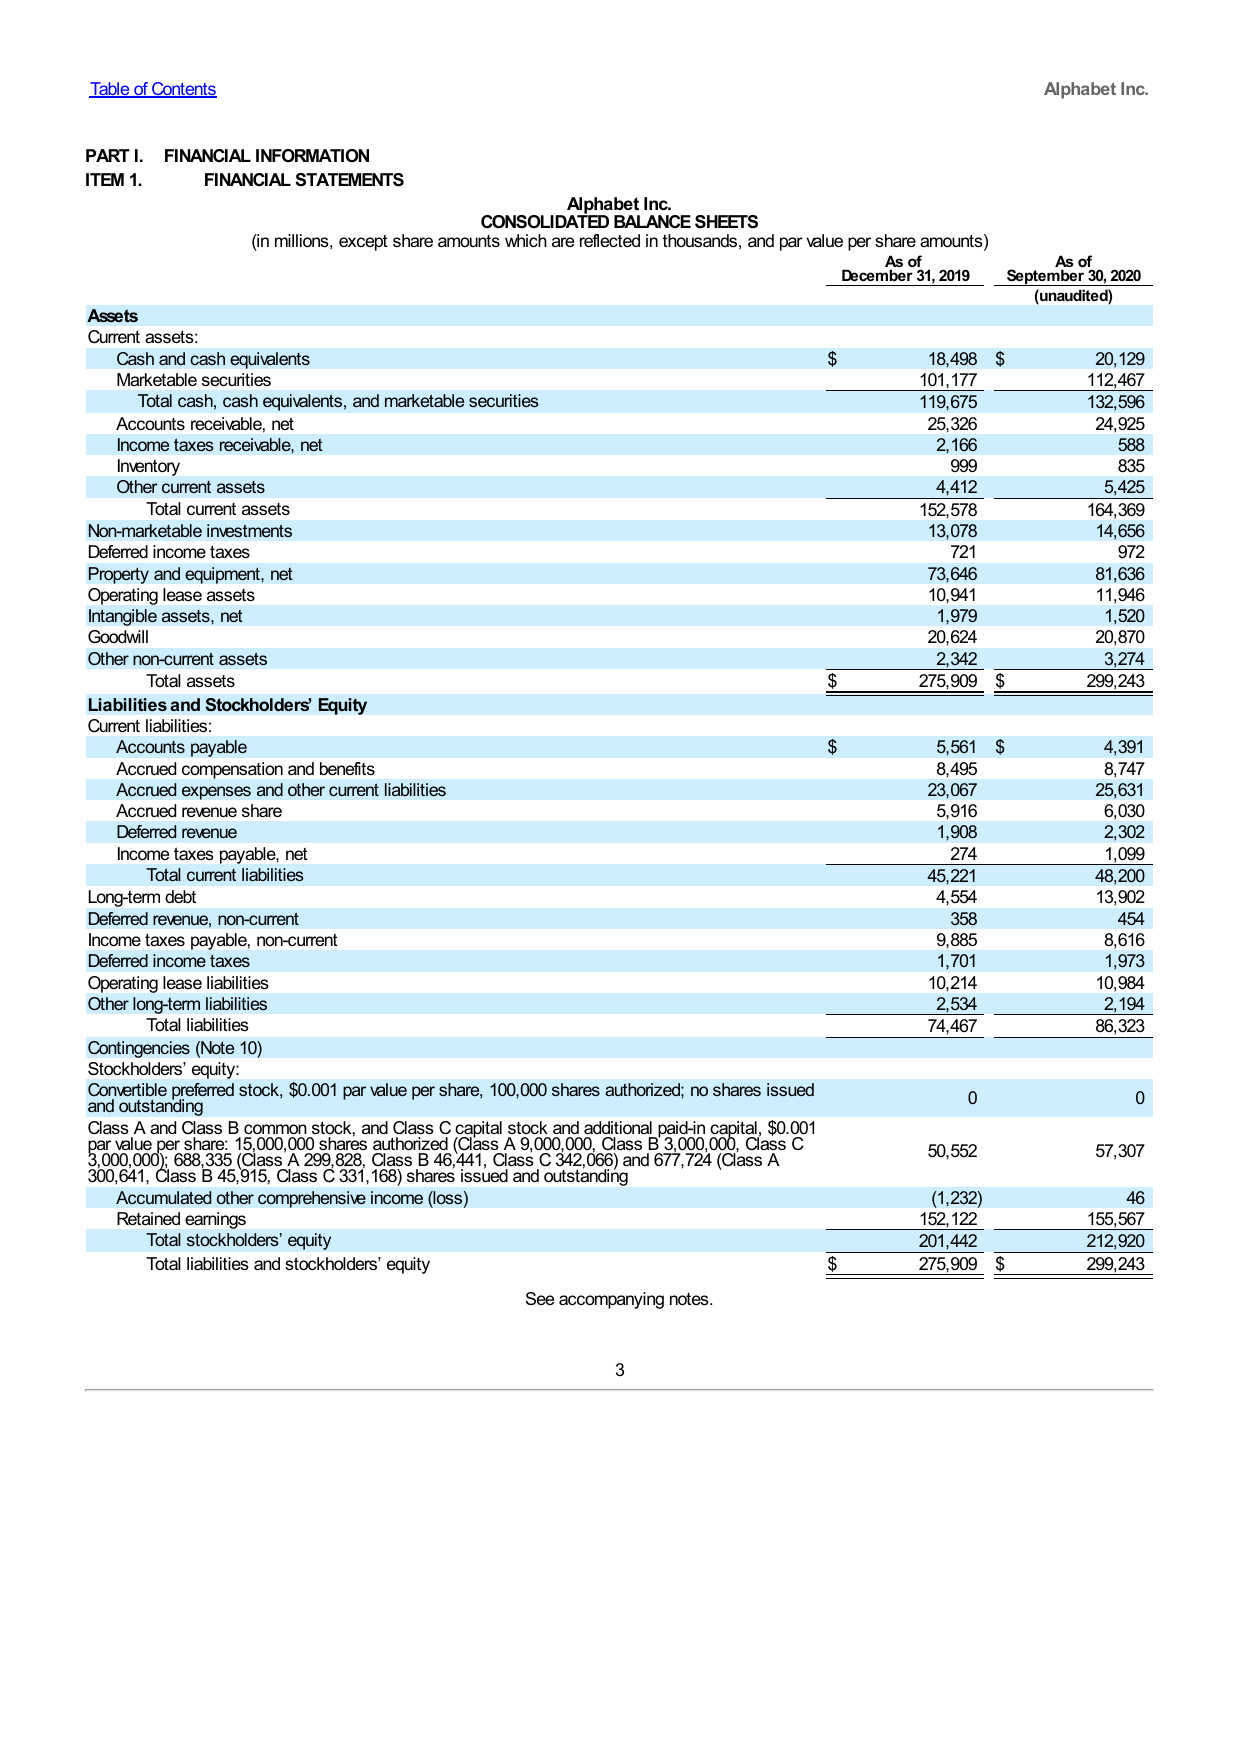 Table of Contents Alphabet Inc.
PART I. FINANCIAL INFORMATION
ITEM 1. FINANCIAL STATEMENTS
Alphabet Inc.
CONSOLIDATED BALANCE SHEETS
(in millions, except share amounts which are reflected in thousands, and par value per share amounts)
As of As of
December 31, 2019 September 30, 2020
(unaudited)
Assets
Current assets:
Cash and cash equivalents $ 18,498 $ 20,129
Marketable securities 101,177 112,467
Total cash, cash equivalents, and marketable securities 119,675 132,596
Accounts receivable, net 25,326 24,925
Income taxes receivable, net 2,166 588
Inventory 999 835
Other current assets 4,412 5,425
Total current assets 152,578 164,369
Non-marketable investments 13,078 14,656
Deferred income taxes 721 972
Property and equipment, net 73,646 81,636
Operating lease assets 10,941 11,946
Intangible assets, net 1,979 1,520
Goodwill 20,624 20,870
Other non-current assets 2,342 3,274
Total assets $ 275,909 $ 299,243
Liabilities and Stockholders’ Equity
Current liabilities:
Accounts payable $ 5,561 $ 4,391
Accrued compensation and benefits 8,495 8,747
Accrued expenses and other current liabilities 23,067 25,631
Accrued revenue share 5,916 6,030
Deferred revenue 1,908 2,302
Income taxes payable, net 274 1,099
Total current liabilities 45,221 48,200
Long-term debt 4,554 13,902
Deferred revenue, non-current 358 454
Income taxes payable, non-current 9,885 8,616
Deferred income taxes 1,701 1,973
Operating lease liabilities 10,214 10,984
Other long-term liabilities 2,534 2,194
Total liabilities 74,467 86,323
Contingencies (Note 10)
Stockholders’ equity:
Convertible preferred stock, $0.001 par value per share, 100,000 shares authorized; no shares issued
and outstanding 0 0
Class A and Class B common stock, and Class C capital stock and additional paid-in capital, $0.001
par value per share: 15,000,000 shares authorized (Class A 9,000,000, Class B 3,000,000, Class C
3,000,000); 688,335 (Class A 299,828, Class B 46,441, Class C 342,066) and 677,724 (Class A
300,641, Class B 45,915, Class C 331,168) shares issued and outstanding 50,552 57,307
Accumulated other comprehensive income (loss) (1,232) 46
Retained earnings 152,122 155,567
Total stockholders’ equity 201,442 212,920
Total liabilities and stockholders’ equity $ 275,909 $ 299,243
See accompanying notes.
3